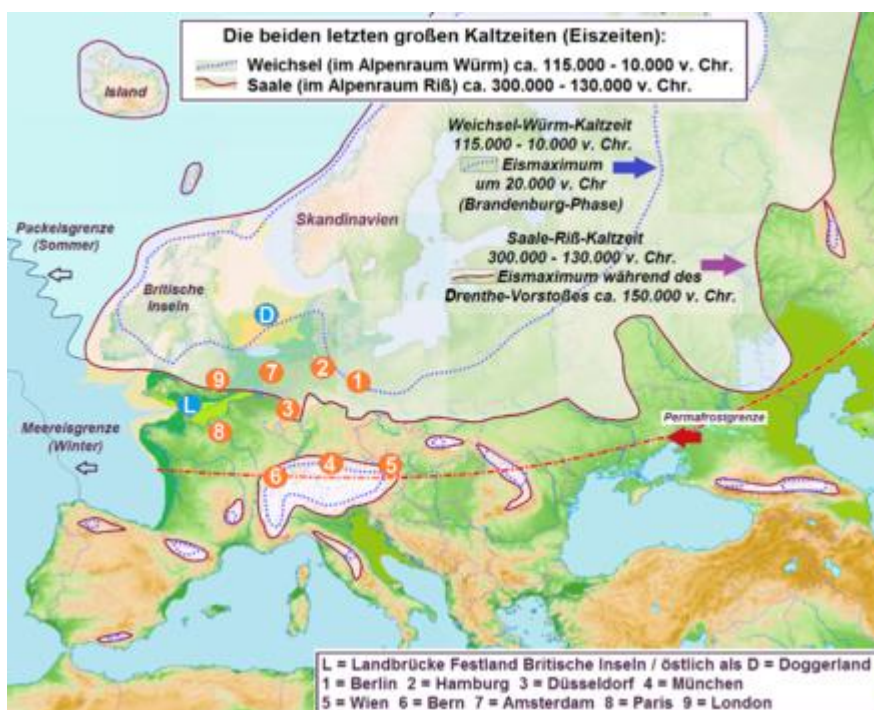 Die beiden letzten großen Kaltzeiten (Eiszeiten):
Weichsel (im Alpenraum Würm) ca. 115.000 - 10.000 v. Chr.
Saale (im Alpenraum Riß) ca. 300.000 - 130.000 v. Chr.
Island
Weichsel-Würm-Kaltzeit
115.000 - 10.000 v. Chr.
Eismaximum
um 20.000 v. Chr
(Brandenburg-Phase)
Skandinavien
Packeisgrenze
(Sommer)
Saale-Riß-Kaltzeit
300.000 - 130.000 v. Chr.
Eismaximum während des
Drenthe-Vorstoßes ca. 150.000 v. Chr.
Britische
Inseln
D
2
7
9
1
L
3
8
Permafrostgrenze
Meereisgrenze
(Winter)
4
5
6
L = Landbrücke Festland Britische Inseln / östlich als D = Doggerland
1 = Berlin 2 = Hamburg 3 = Düsseldorf 4 = München
5 = Wien 6 = Bern 7 = Amsterdam 8 = Paris 9 = London